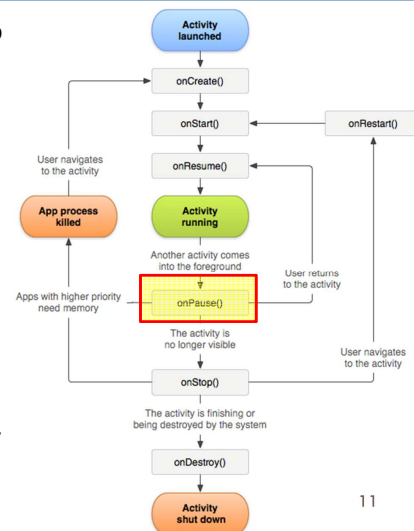 Activity
launched
onCreate()
onStart()
onRestart()
User navigates
to the activity
onResume()
App process
killed
Activity
running
Another activity comes
into the foreground
User returns
to the activity
Apps with higher priority
need memory
onPause()
The activity is
no longer visible
User navigates
to the activity
onStop()
The activity is finishing or
being destroyed by the system
onDestroy()
Activity
shut down
11